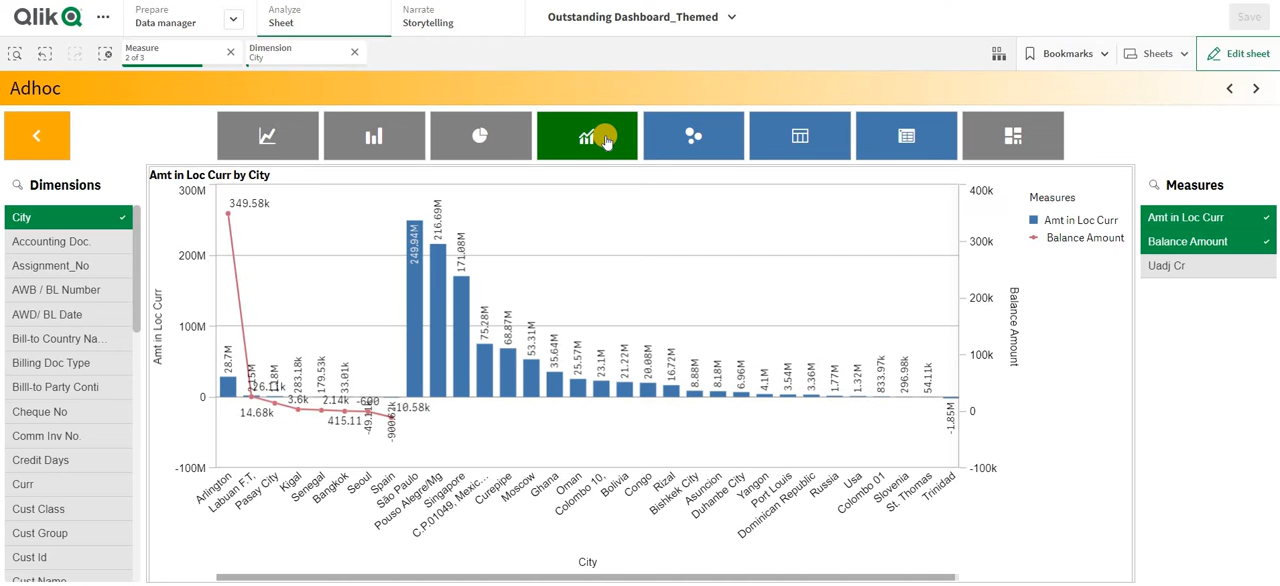 Qlik
Prepare
Data manager
Analyze
Sheet
Narrate
Storytelling
Outstanding Dashboard_Themed
Save
Measure
2 of 3
Dimension
City
Bookmarks
Sheets
Edit sheet
Adhoc
Dimensions
City
Accounting Doc.
Assignment_No
AWB / BL Number
AWD/ BL Date
Bill-to Country Na...
Billing Doc Type
Billl-to Party Conti
Cheque No
Comm Inv No.
Credit Days
Curr
Cust Class
Cust Group
Cust Id
Cust Name
Amt in Loc Curr by City
300M
200M
100M
0
-100M
Amt in Loc Curr
349.58k
28.7M
26.11k
14.68k
283.18k
3.6k
179.53k
2.14k
33.01k
415.11
-600
-10.58k
249.94M
216.69M
171.08M
75.28M
68.87M
53.31M
35.64M
25.57M
23.1M
21.22M
20.08M
16.72M
8.88M
8.18M
6.96M
4.1M
3.54M
3.36M
1.77M
1.32M
833.97k
296.98k
54.11k
-1.85M
400k
300k
200k
100k
0
-100k
Balance Amount
Arlington
Labuan F.T.
Pasay City
Kigal
Senegal
Bangkok
Seoul
Spain
São Paulo
Pouso Alegre/Mg
Singapore
C.P.01049, Mexic...
Curepipe
Moscow
Ghana
Oman
Colombo 10,
Bolivia
Congo
Rizal
Bishkek City
Asuncion
Duhanbe City
Yangon
Port Louis
Dominican Republic
Russia
Usa
Colombo 01
Slovenia
St. Thomas
Trinidad
City
Measures
Amt in Loc Curr
Balance Amount
Measures
Amt in Loc Curr
Balance Amount
Uadj Cr